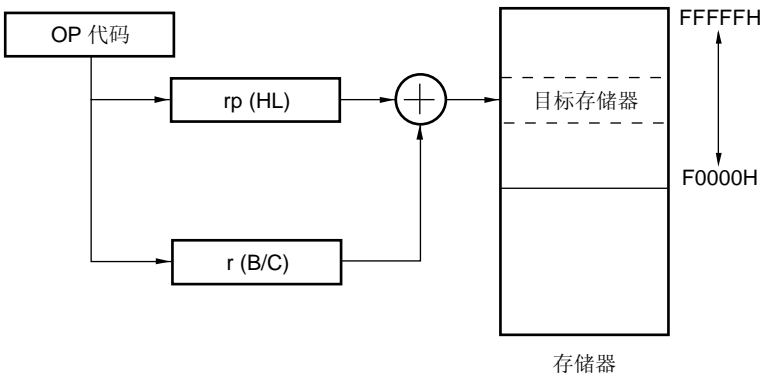 OP 代码
FFFFFH
rp (HL)
目标存储器
F0000H
r (B/C)
存储器